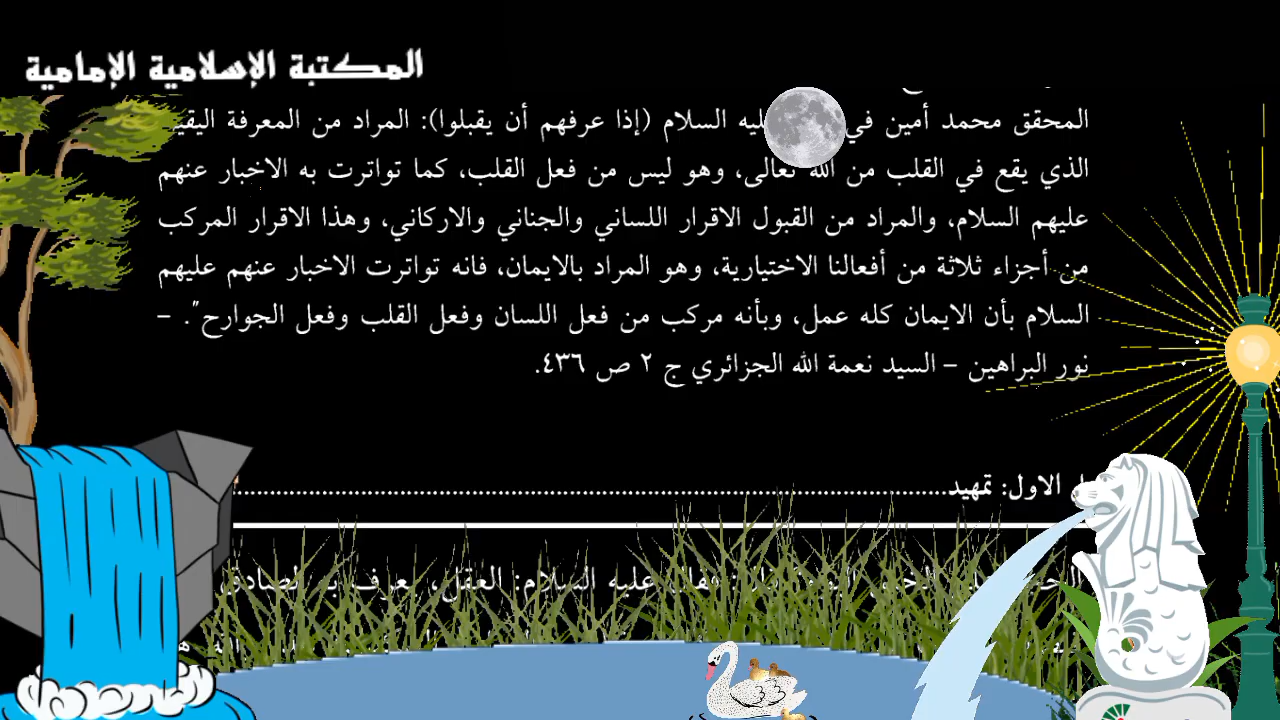 المكتبة الإسلامية الإمامية
المحقق محمد أمين في السلام (إذا عرفهم أن يقبلوا): المراد من المعرفة
الذي يقع في القلب من الله تعالى، وهو ليس من فعل القلب، كما تواترت به الاخبار عنهم
عليهم السلام، والمراد من القبول الاقرار اللساني والجناني والاركاني، وهذا الاقرار المركب
من أجزاء ثلاثة من أفعالنا الاختيارية، وهو المراد بالايمان، فانه تواترت الاخبار عنهم عليهم
السلام بأن الايمان كله عمل، وبأنه مركب من فعل اللسان وفعل القلب وفعل الجوارح". –
نور البراهين – السيد نعمة الله الجزائري ج ٢ ص ٤٣٦.
الاول: تمهيد
عليه السلام: العقل، يعرف به